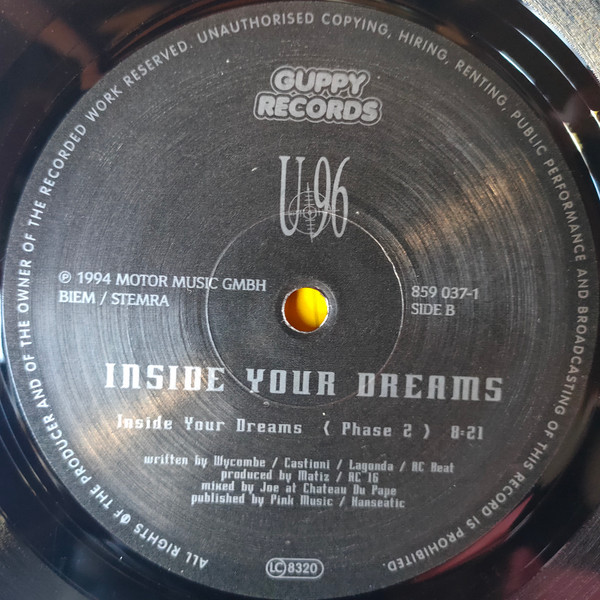 ALL RIGHTS OF THE PRODUCER AND OF THE OWNER OF THE RECORDED WORK RESERVED. UNAUTHORISED COPYING, HIRING, RENTING, PUBLIC PERFORMANCE AND BROADCASTING OF THIS RECORD IS PROHIBITED.
GUPPY
RECORDS
U96
℗ 1994 MOTOR MUSIC GMBH
BIEM / STEMRA
859 037-1
SIDE B
INSIDE YOUR DREAMS
Inside Your Dreams ( Phase 2 ) 8:21
written by Wycombe / Castioni / Lagonda / AC Beat
produced by Matiz / AC 16
mixed by Joe at Chateau Du Pape
published by Pink Music / Hanseatic
LC 8320